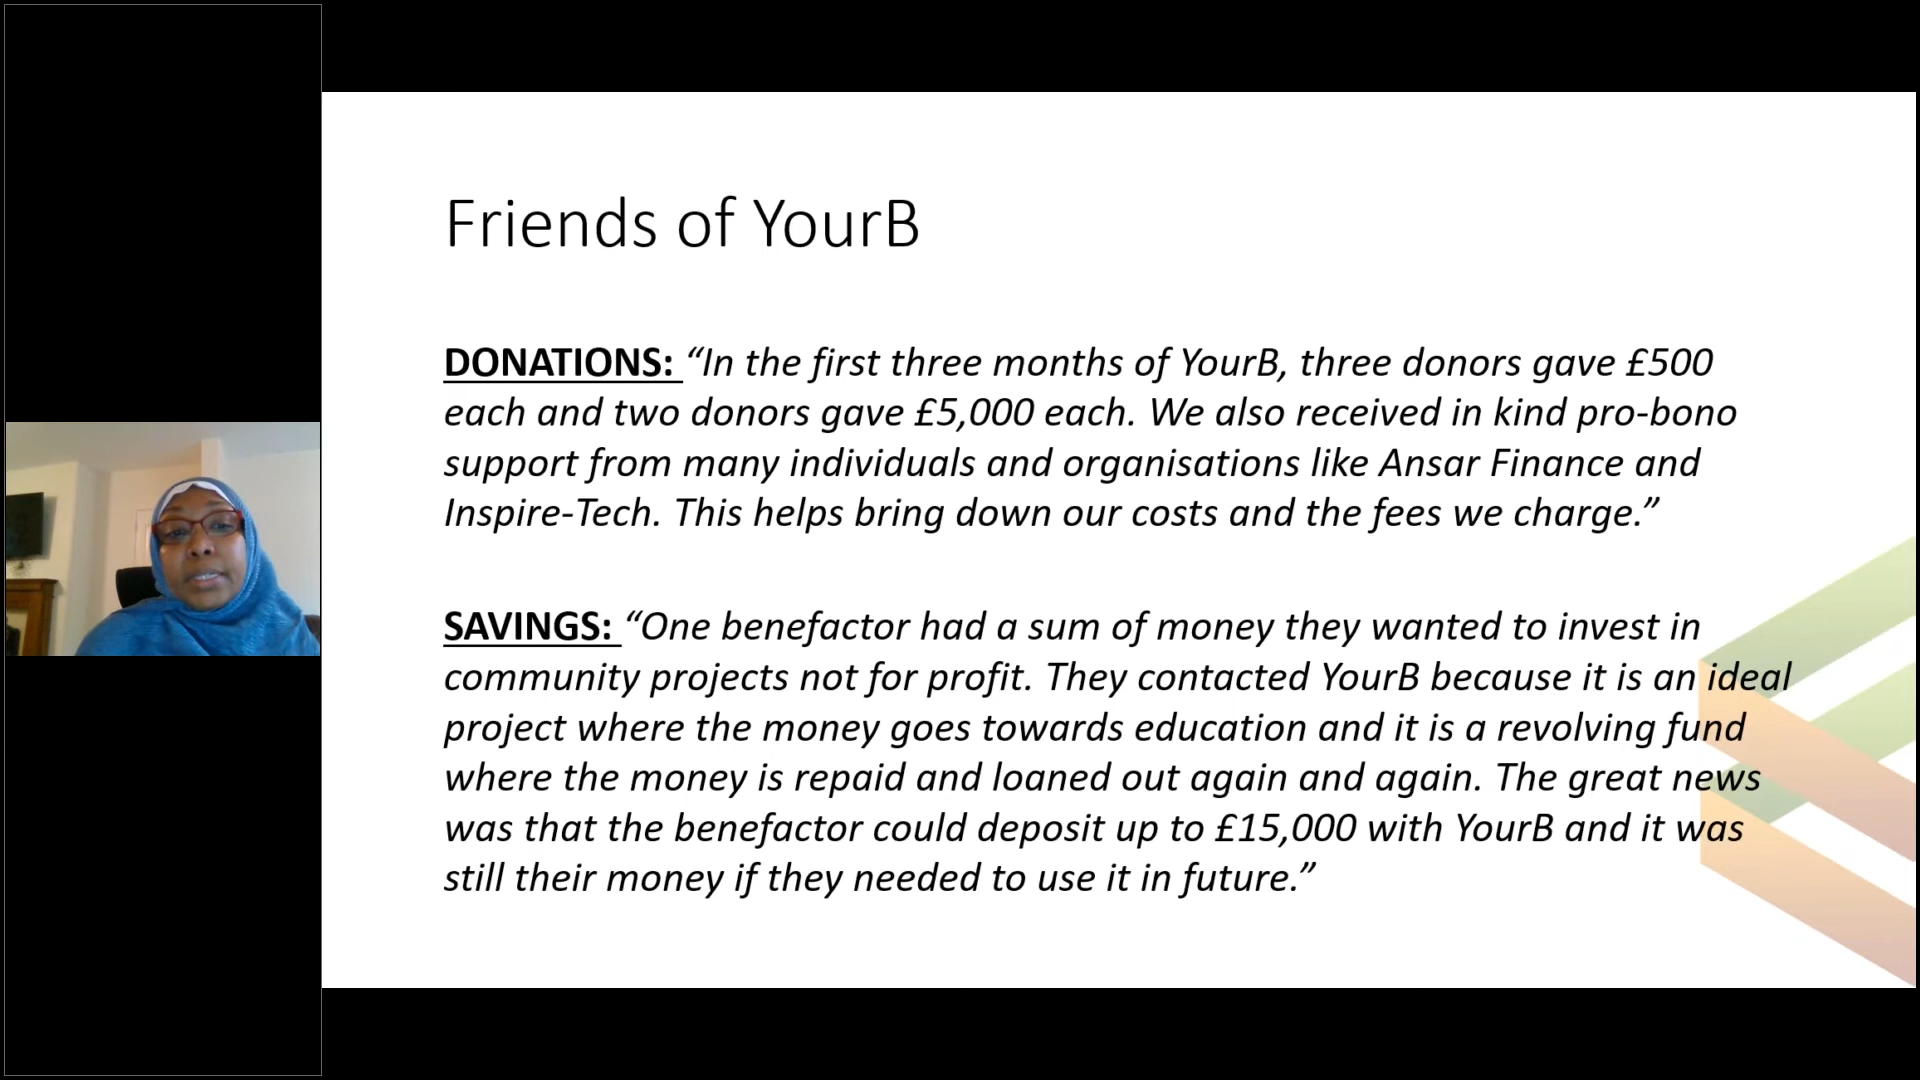 Friends of YourB
DONATIONS: “In the first three months of YourB, three donors gave £500
each and two donors gave £5,000 each. We also received in kind pro-bono
support from many individuals and organisations like Ansar Finance and
Inspire-Tech. This helps bring down our costs and the fees we charge.”
SAVINGS: “One benefactor had a sum of money they wanted to invest in
community projects not for profit. They contacted YourB because it is an ideal
project where the money goes towards education and it is a revolving fund
where the money is repaid and loaned out again and again. The great news
was that the benefactor could deposit up to £15,000 with YourB and it was
still their money if they needed to use it in future.”